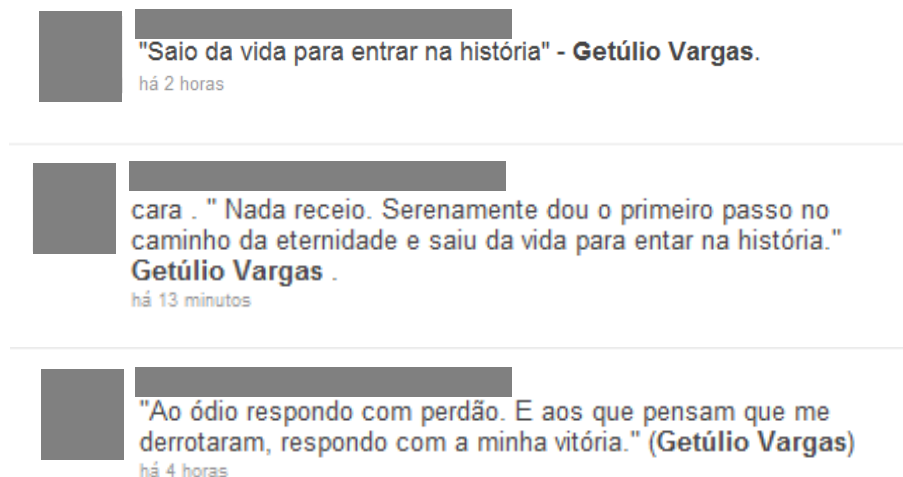 "Saio da vida para entrar na história" - Getúlio Vargas.
há 2 horas
cara . " Nada receio. Serenamente dou o primeiro passo no
caminho da eternidade e saiu da vida para entar na história."
Getúlio Vargas .
há 13 minutos
"Ao ódio respondo com perdão. E aos que pensam que me
derrotaram, respondo com a minha vitória." (Getúlio Vargas)
há 4 horas